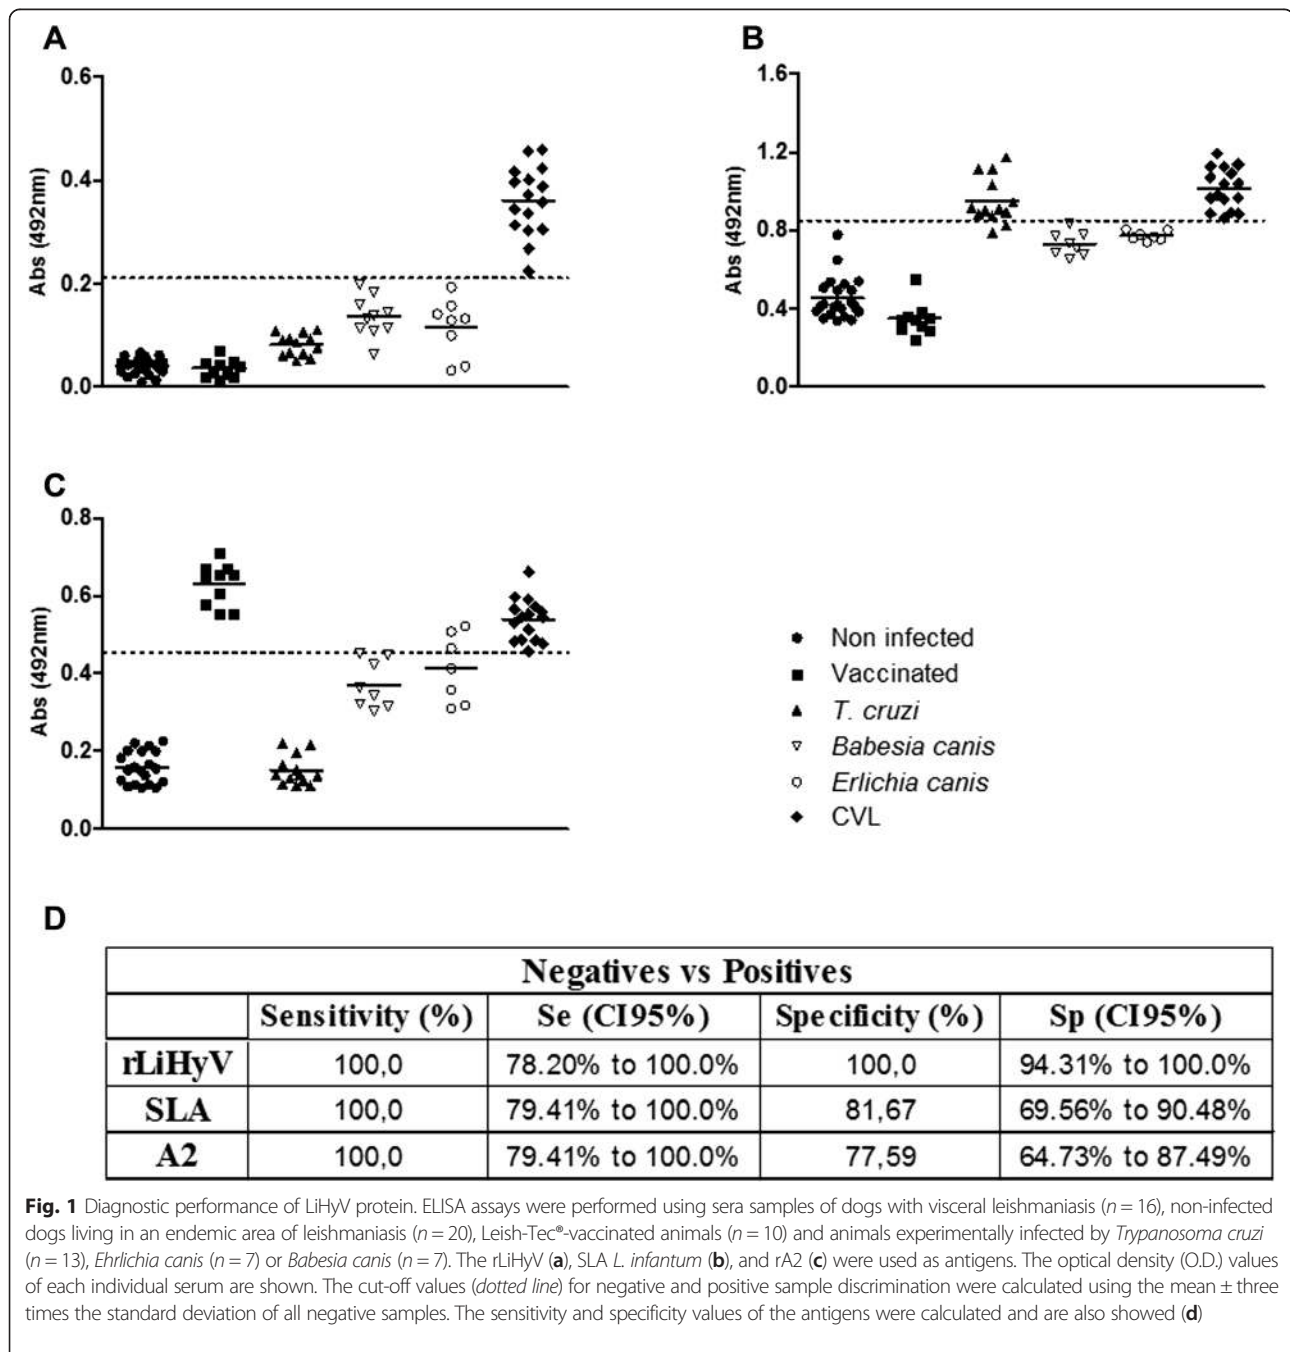 A
0.6
0.4
0.2
0.0
Abs (492nm)
B
1.6
1.2
0.8
0.4
0.0
Abs (492nm)
C
0.8
0.6
0.4
0.2
0.0
Abs (492nm)
Non infected
Vaccinated
T. cruzi
Babesia canis
Erlichia canis
CVL
D
Negatives vs Positives
Sensitivity (%) Se (CI95%) Specificity (%) Sp (CI95%)
rLiHyV 100,0 78.20% to 100.0% 100,0 94.31% to 100.0%
SLA 100,0 79.41% to 100.0% 81,67 69.56% to 90.48%
A2 100,0 79.41% to 100.0% 77,59 64.73% to 87.49%
Fig. 1 Diagnostic performance of LiHyV protein. ELISA assays were performed using sera samples of dogs with visceral leishmaniasis (n = 16), non-infected
dogs living in an endemic area of leishmaniasis (n = 20), Leish-Tec®-vaccinated animals (n = 10) and animals experimentally infected by Trypanosoma cruzi
(n = 13), Ehrlichia canis (n = 7) or Babesia canis (n = 7). The rLiHyV (a), SLA L. infantum (b), and rA2 (c) were used as antigens. The optical density (O.D.) values
of each individual serum are shown. The cut-off values (dotted line) for negative and positive sample discrimination were calculated using the mean ± three
times the standard deviation of all negative samples. The sensitivity and specificity values of the antigens were calculated and are also showed (d)